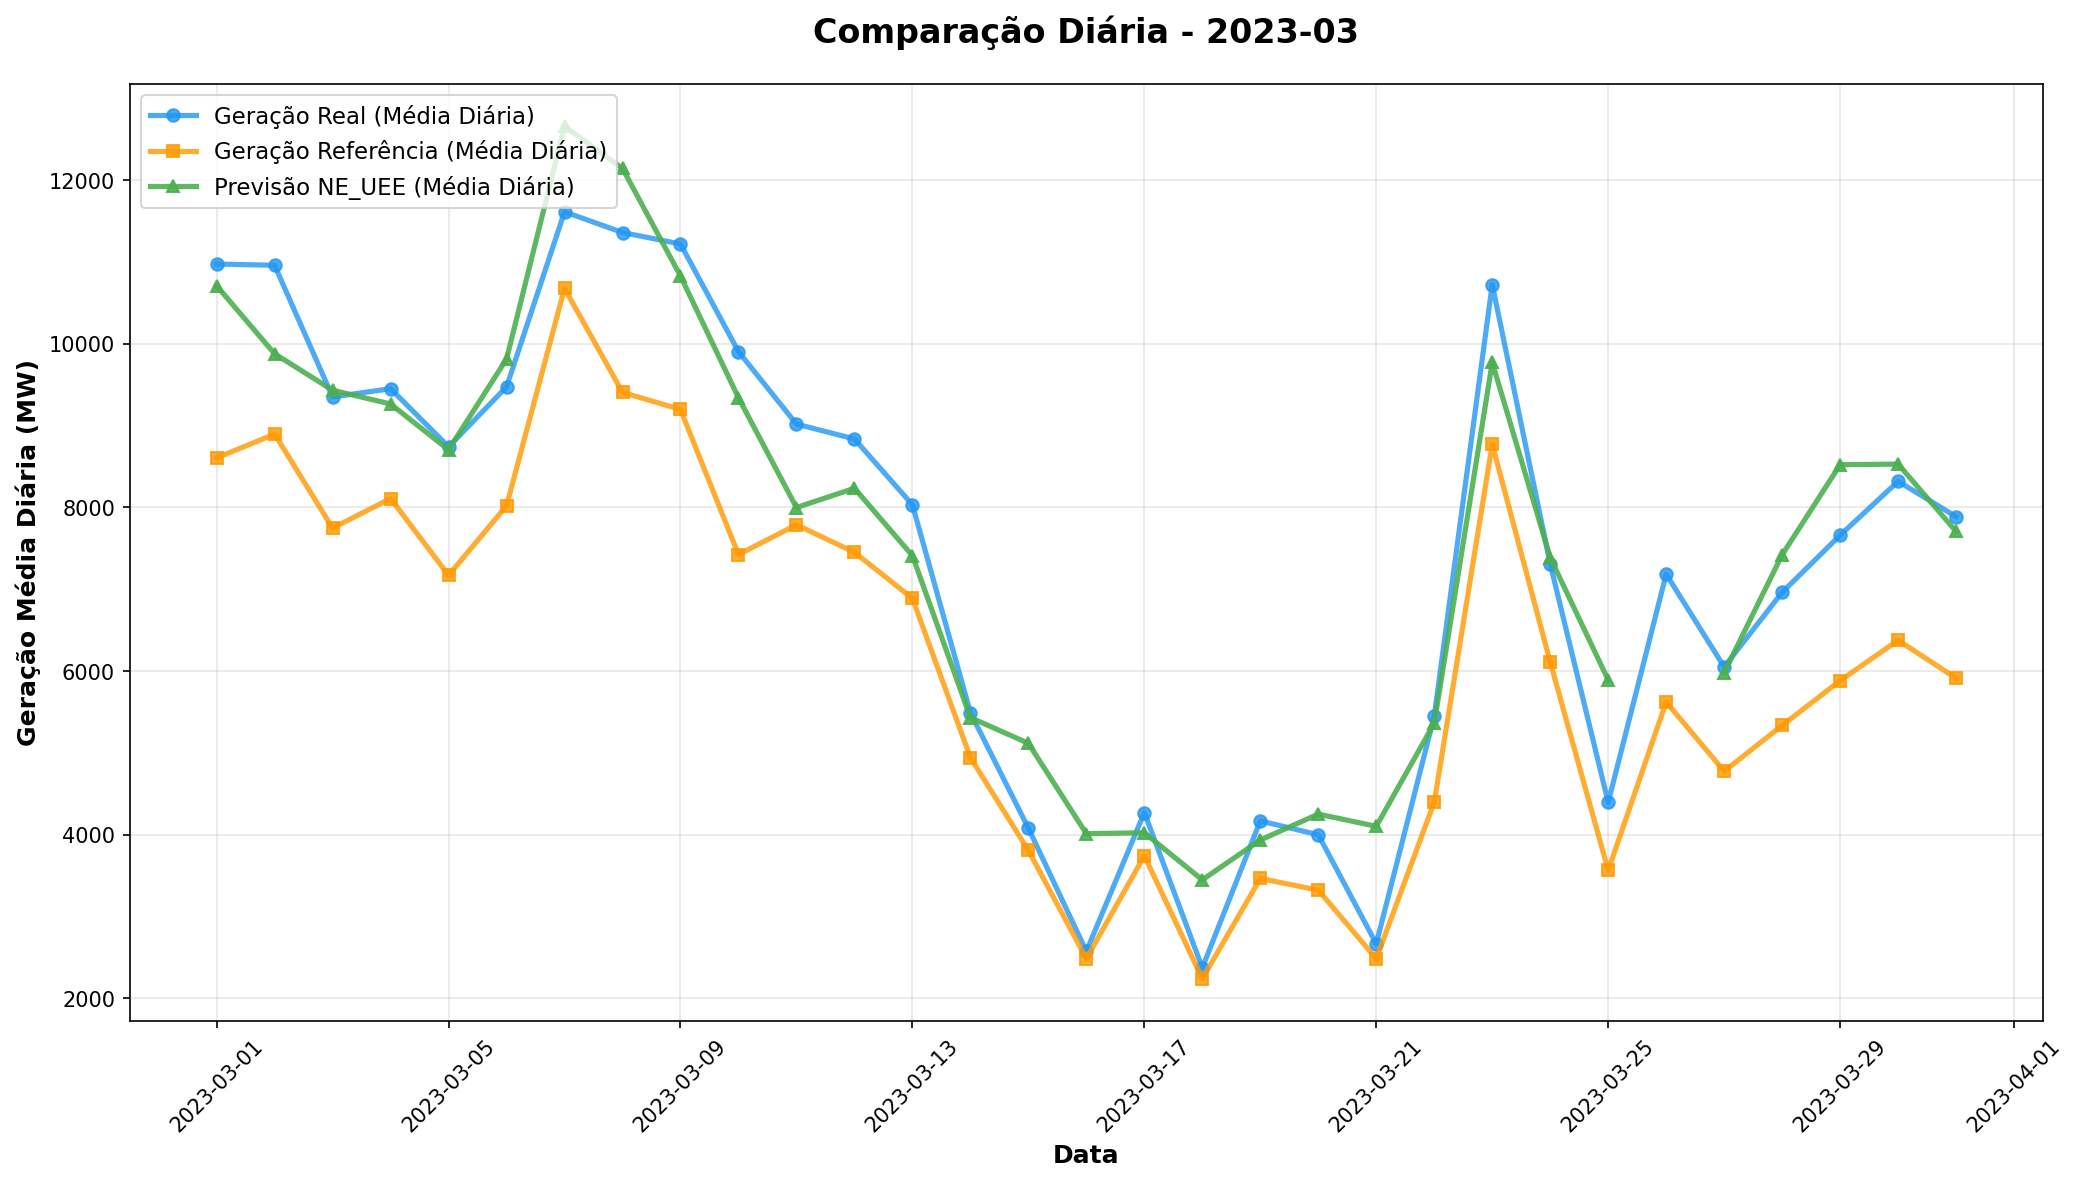 Comparação Diária - 2023-03
Geração Real (Média Diária)
Geração Referência (Média Diária)
Previsão NE_UEE (Média Diária)
Geração Média Diária (MW)
12000
10000
8000
6000
4000
2000
2023-03-01
2023-03-05
2023-03-09
2023-03-13
2023-03-17
2023-03-21
2023-03-25
2023-03-29
2023-04-01
Data